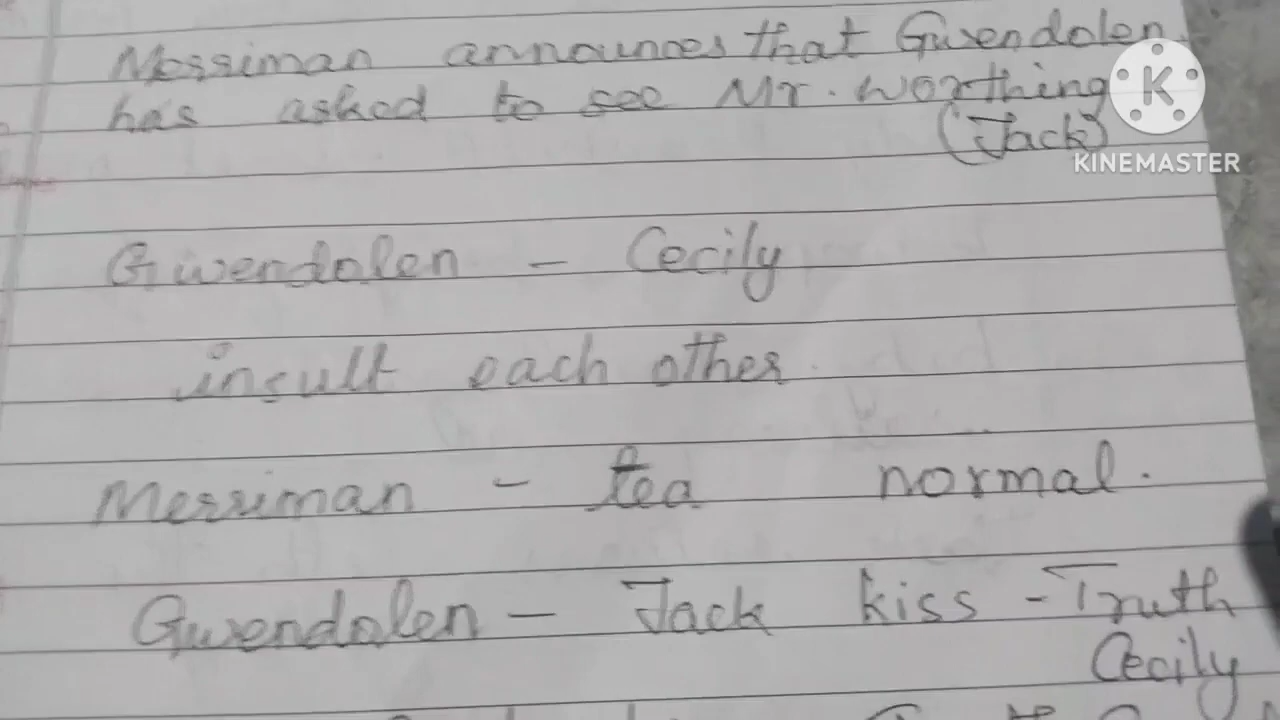 Merriman announces that Gwendolen
has asked to see Mr. Worthing
(Jack)
K
KINEMASTER
Gwendolen - Cecily
insult each other.
Merriman - tea normal.
Gwendolen - Jack kiss - Truth
Cecily